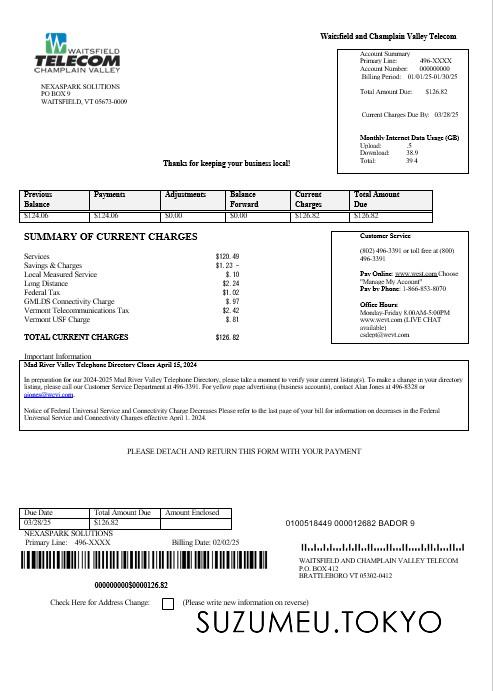 WAITSFIELD
TELECOM
CHAMPLAIN VALLEY
Waitsfield and Champlain Valley Telecom
NEXASPARK SOLUTIONS
PO BOX 9
WAITSFIELD, VT 05673-0009
Account Summary
Primary Line: 496-XXXX
Account Number: 000000000
Billing Period: 01/01/25-01/30/25
Total Amount Due: $126.82
Current Charges Due By: 03/28/25
Monthly Internet Data Usage (GB)
Upload: .5
Download: 38.9
Total: 39.4
Thanks for keeping your business local!
Previous Balance Payments Adjustments Balance Forward Current Charges Total Amount Due
$124.06 $124.06 $0.00 $0.00 $126.82 $126.82
SUMMARY OF CURRENT CHARGES
Services $120.49
Savings & Charges $1.23 -
Local Measured Service $.10
Long Distance $2.24
Federal Tax $1.02
GMLDS Connectivity Charge $.97
Vermont Telecommunications Tax $2.42
Vermont USF Charge $.81
TOTAL CURRENT CHARGES $126.82
Customer Service
(802) 496-3391 or toll free at (800)
496-3391
Pay Online: www.west.com Choose
"Manage My Account"
Pay by Phone: 1-866-853-8070
Office Hours:
Monday-Friday 8:00AM-5:00PM
www.wcvt.com (LIVE CHAT
available)
csdept@wcvt.com
Important Information
Mad River Valley Telephone Directory Closes April 15, 2024
In preparation for our 2024-2025 Mad River Valley Telephone Directory, please take a moment to verify your current listing(s). To make a change in your directory
listing, please call our Customer Service Department at 496-3391. For yellow page advertising (business accounts), contact Alan Jones at 496-8328 or
ajones@wcvt.com.
Notice of Federal Universal Service and Connectivity Charge Decreases Please refer to the last page of your bill for information on decreases in the Federal
Universal Service and Connectivity Charges effective April 1, 2024.
PLEASE DETACH AND RETURN THIS FORM WITH YOUR PAYMENT
Due Date Total Amount Due Amount Enclosed
03/28/25 $126.82
NEXASPARK SOLUTIONS
Primary Line: 496-XXXX Billing Date: 02/02/25
000000000$0000126.82
0100518449 000012682 BADOR 9
WAITSFIELD AND CHAMPLAIN VALLEY TELECOM
P.O. BOX 412
BRATTLEBORO VT 05302-0412
Check Here for Address Change: (Please write new information on reverse)
SUZUMEU.TOKYO